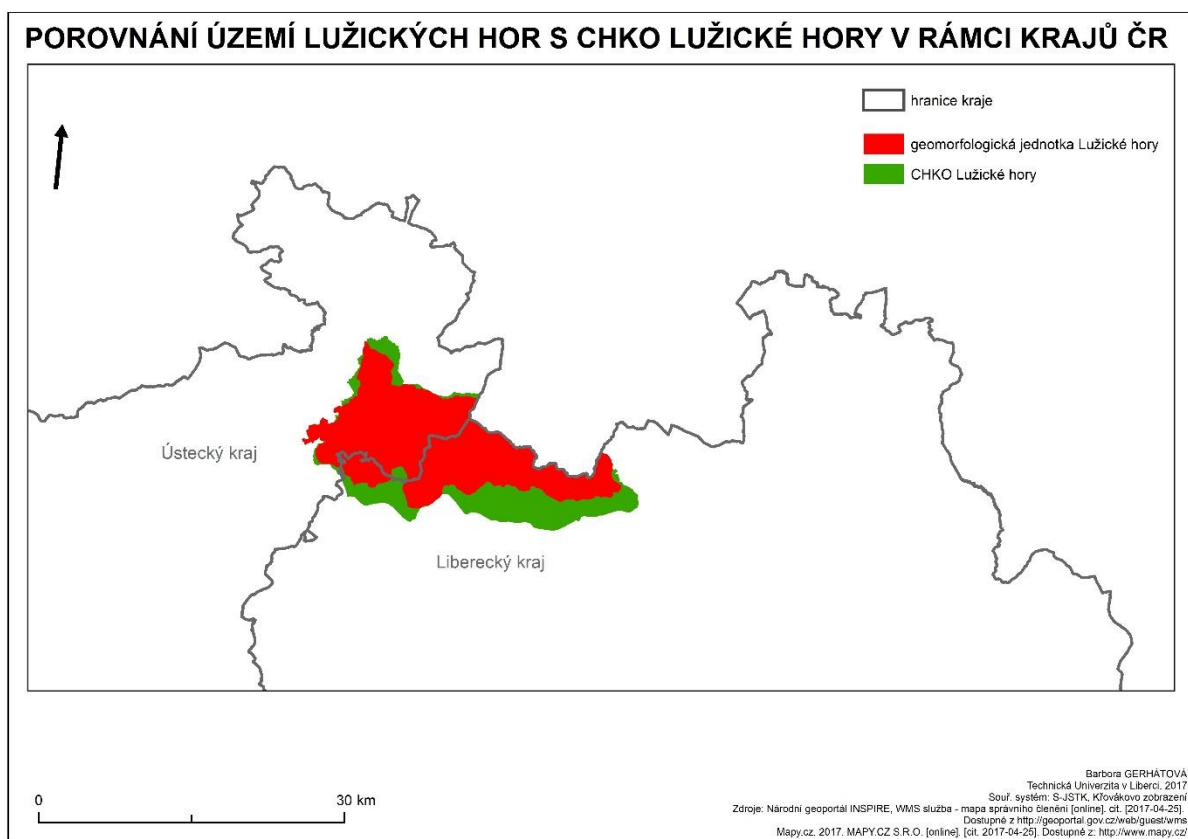 POROVNÁNÍ ÚZEMÍ LUŽICKÝCH HOR S CHKO LUŽICKÉ HORY V RÁMCI KRAJŮ ČR
hranice kraje
geomorfologická jednotka Lužické hory
CHKO Lužické hory
Ústecký kraj
Liberecký kraj
0 30 km
Barbora GERHÁTOVÁ
Technická Univerzita v Liberci, 2017
Souř. systém: S-JSTK, Křovákovo zobrazení
Zdroje: Národní geoportál INSPIRE, WMS služba - mapa správního členění [online]. cit. [2017-04-25].
Dostupné z http://geoportal.gov.cz/web/guest/wms
Mapy.cz, 2017. MAPY.CZ S.R.O. [online]. [cit. 2017-04-25]. Dostupné z: http://www.mapy.cz/